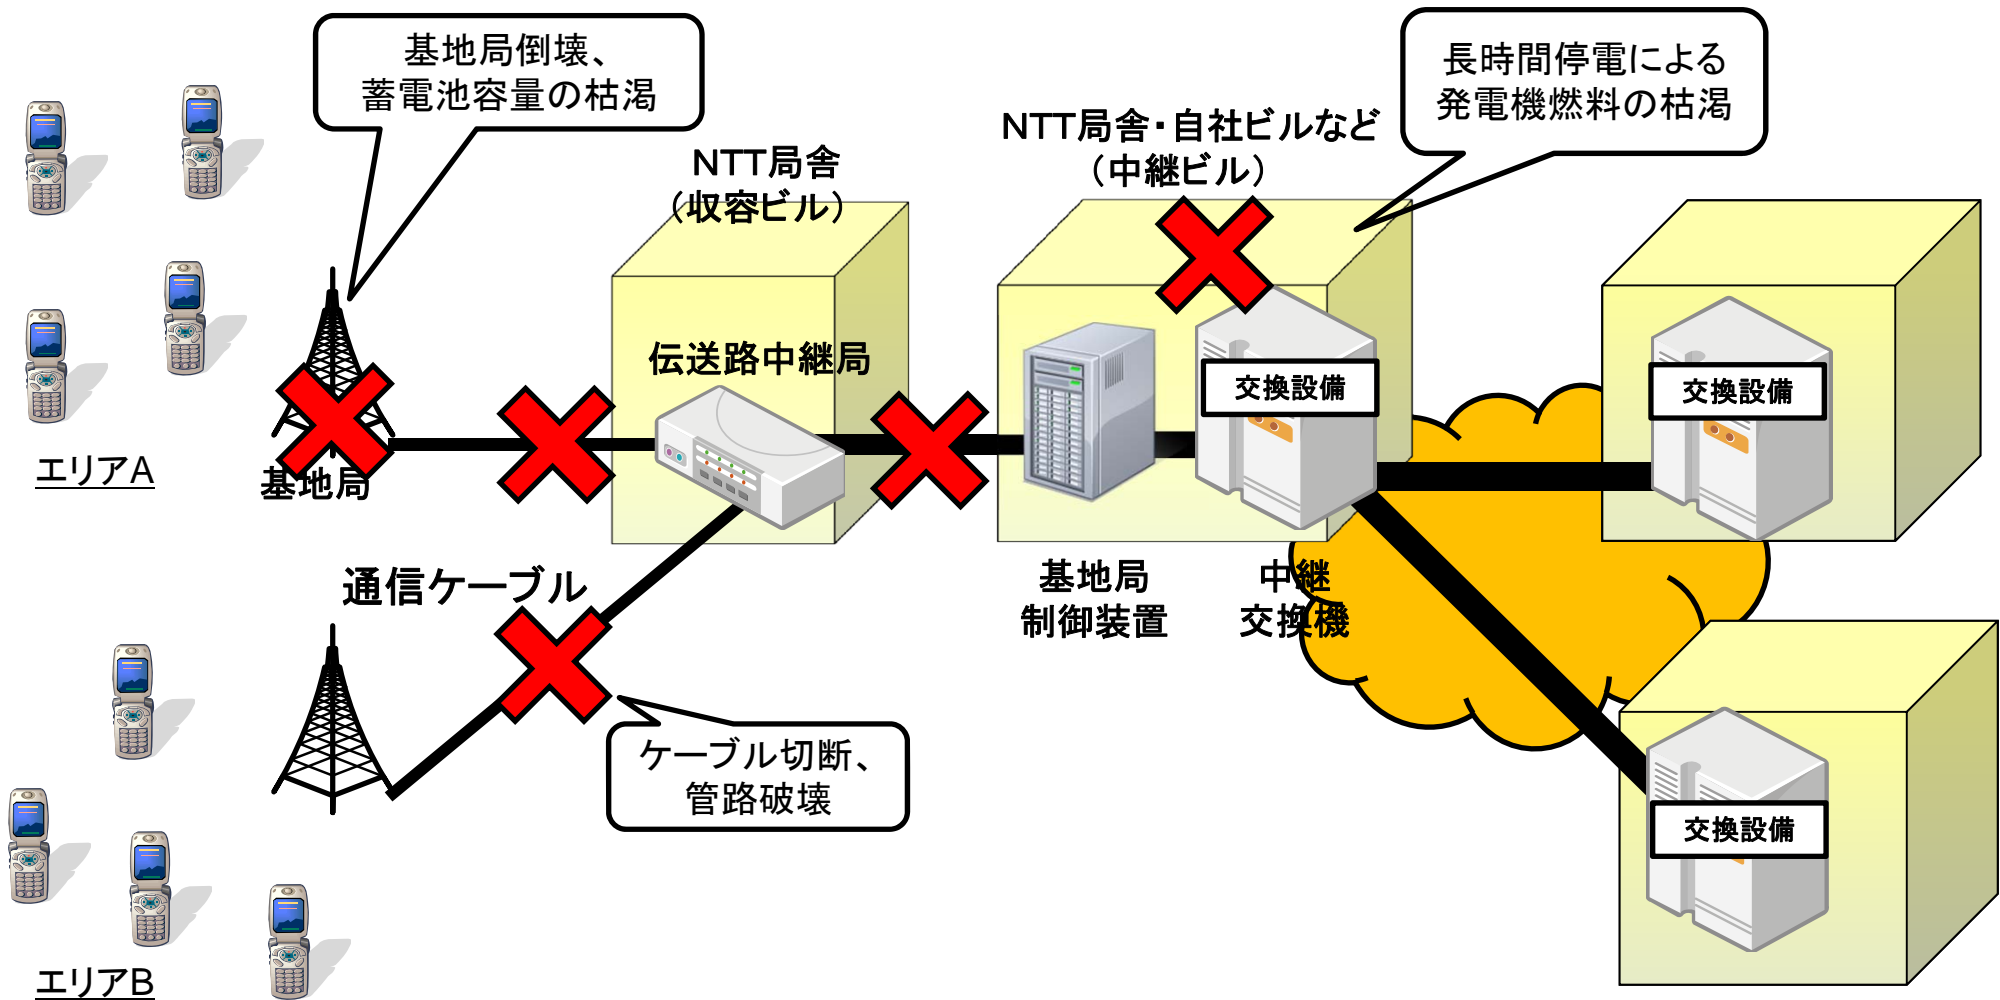 基地局倒壊、
蓄電池容量の枯渇
長時間停電による
発電機燃料の枯渇
NTT局舎・自社ビルなど
（中継ビル）
NTT局舎
（収容ビル）
伝送路中継局
交換設備
交換設備
エリアA
基地局
通信ケーブル
基地局
制御装置
中継
交換機
ケーブル切断、
管路破壊
交換設備
エリアB